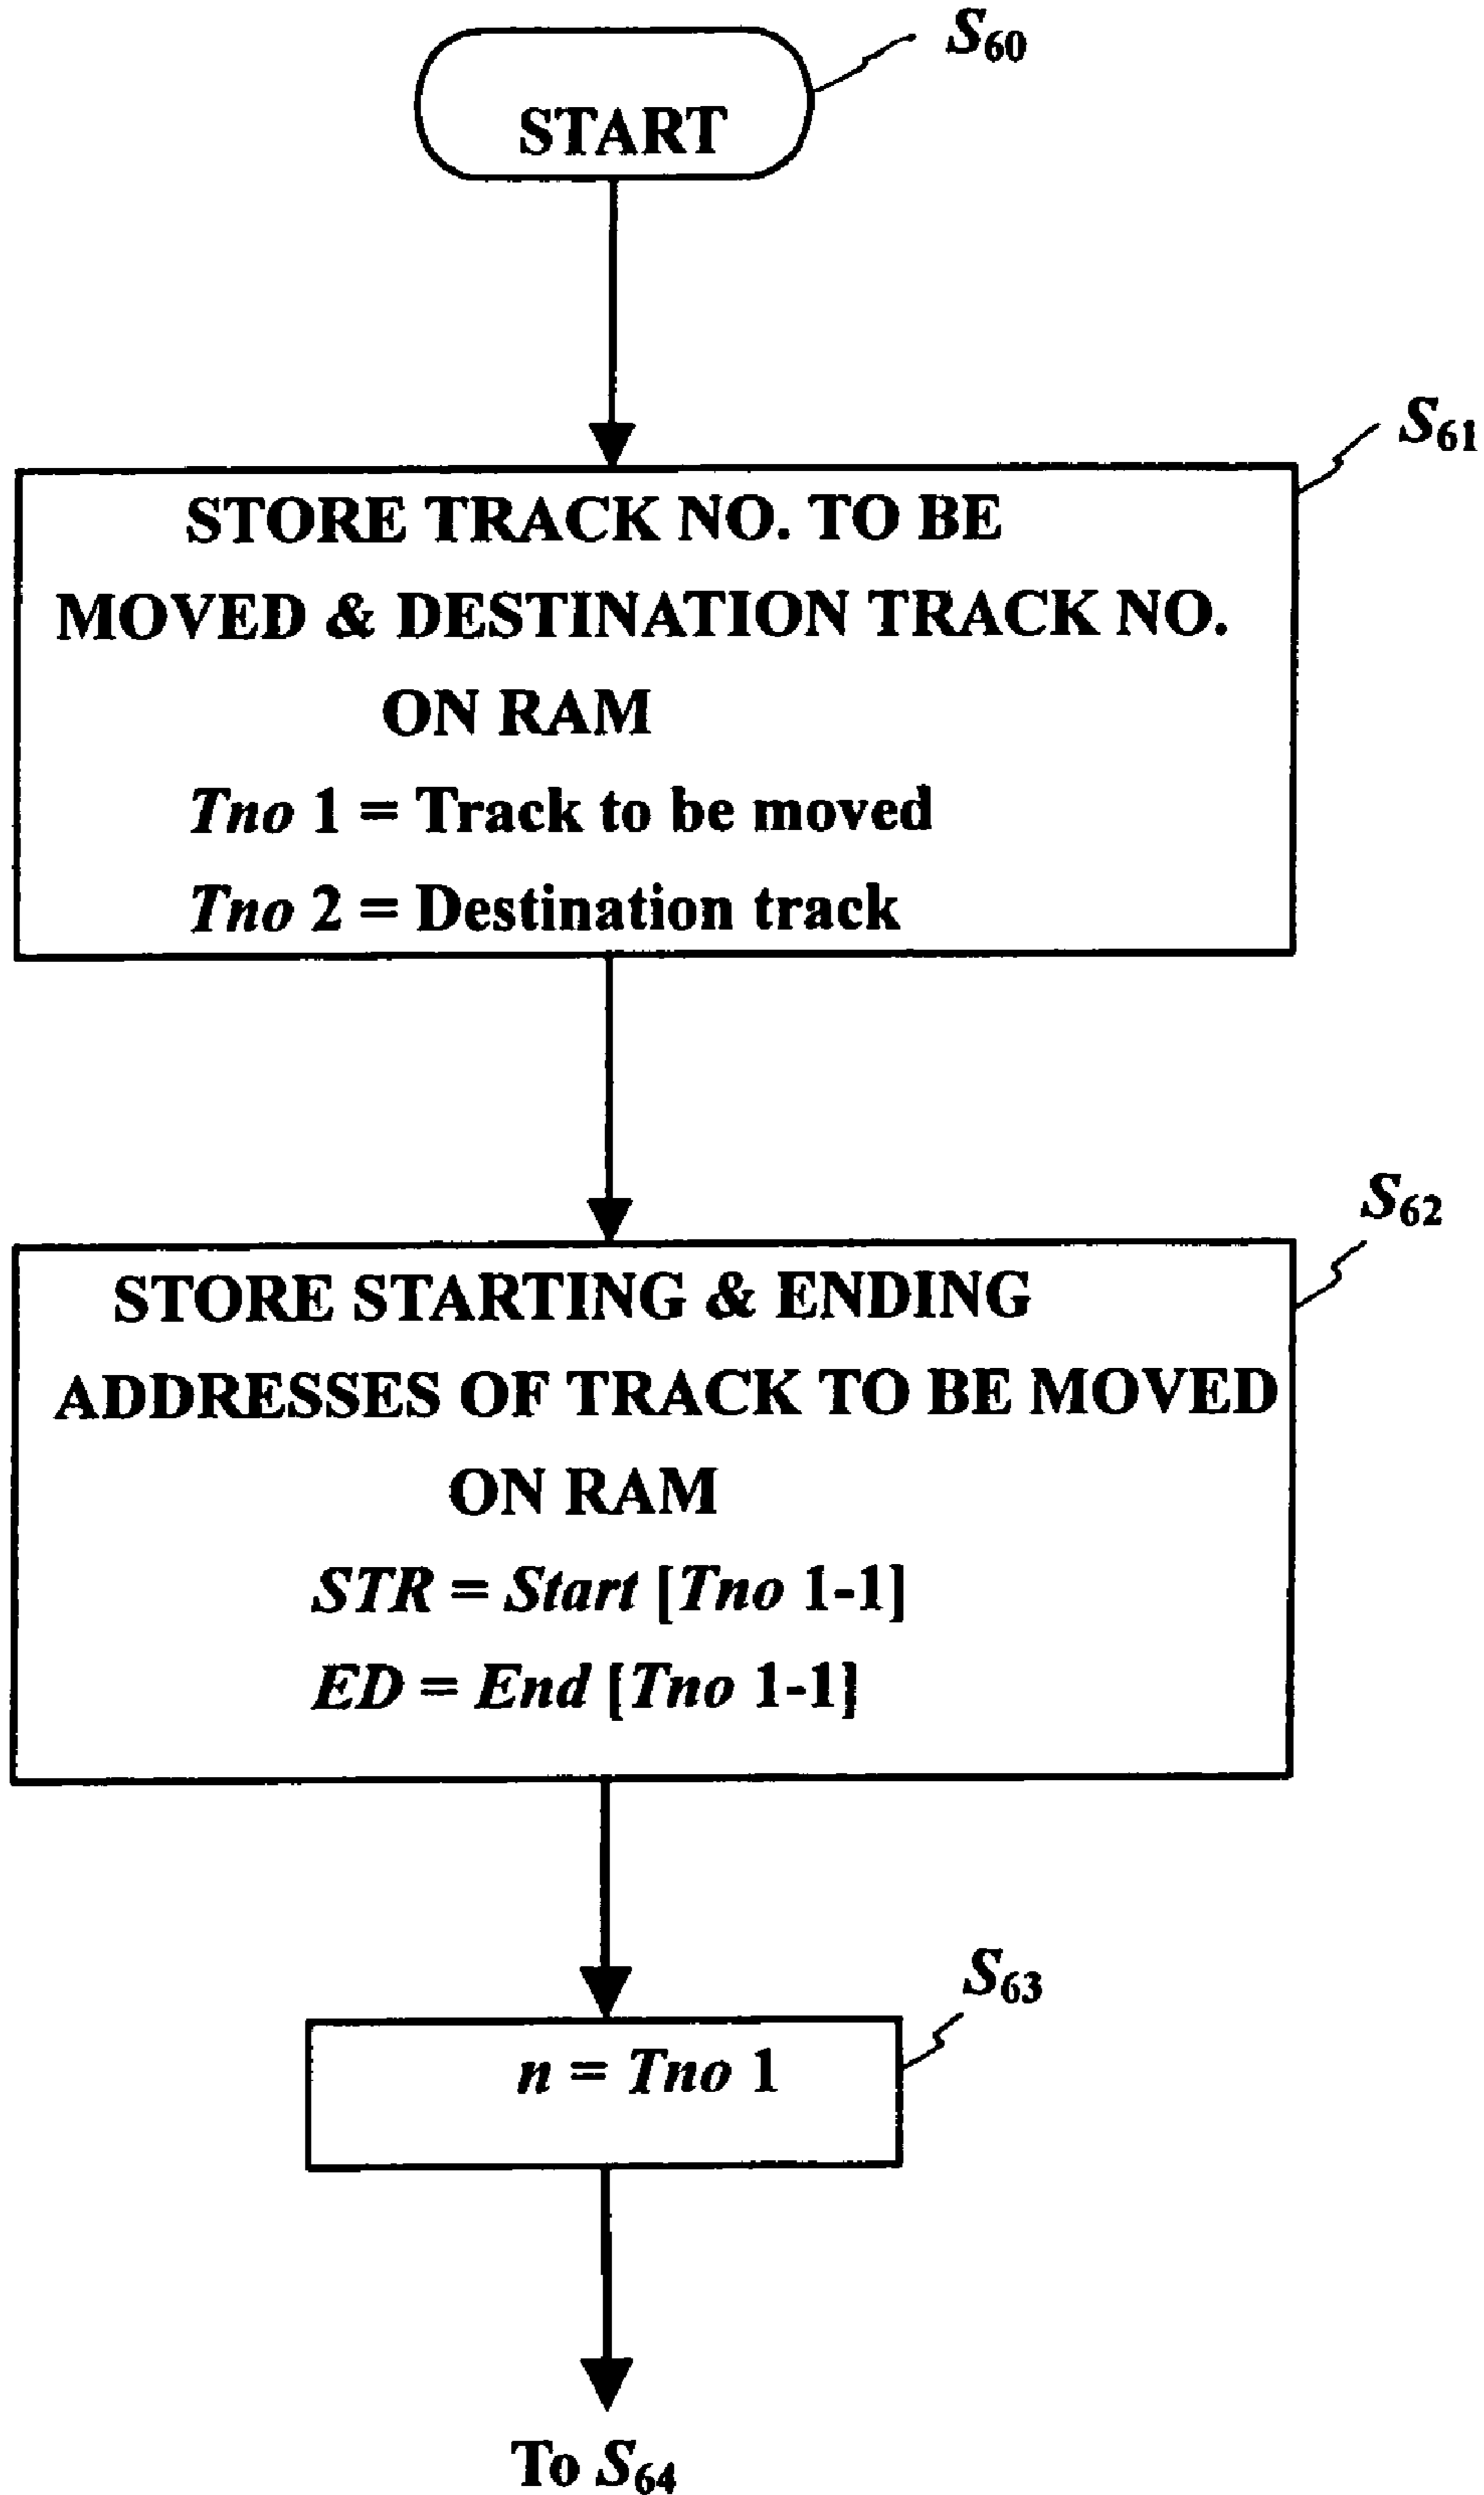 S60
START
S61
STORE TRACK NO. TO BE
MOVED & DESTINATION TRACK NO.
ON RAM
Tno 1 = Track to be moved
Tno 2 = Destination track
S62
STORE STARTING & ENDING
ADDRESSES OF TRACK TO BE MOVED
ON RAM
STR = Start [Tno 1-1]
ED = End [Tno 1-1]
S63
n = Tno 1
To S64